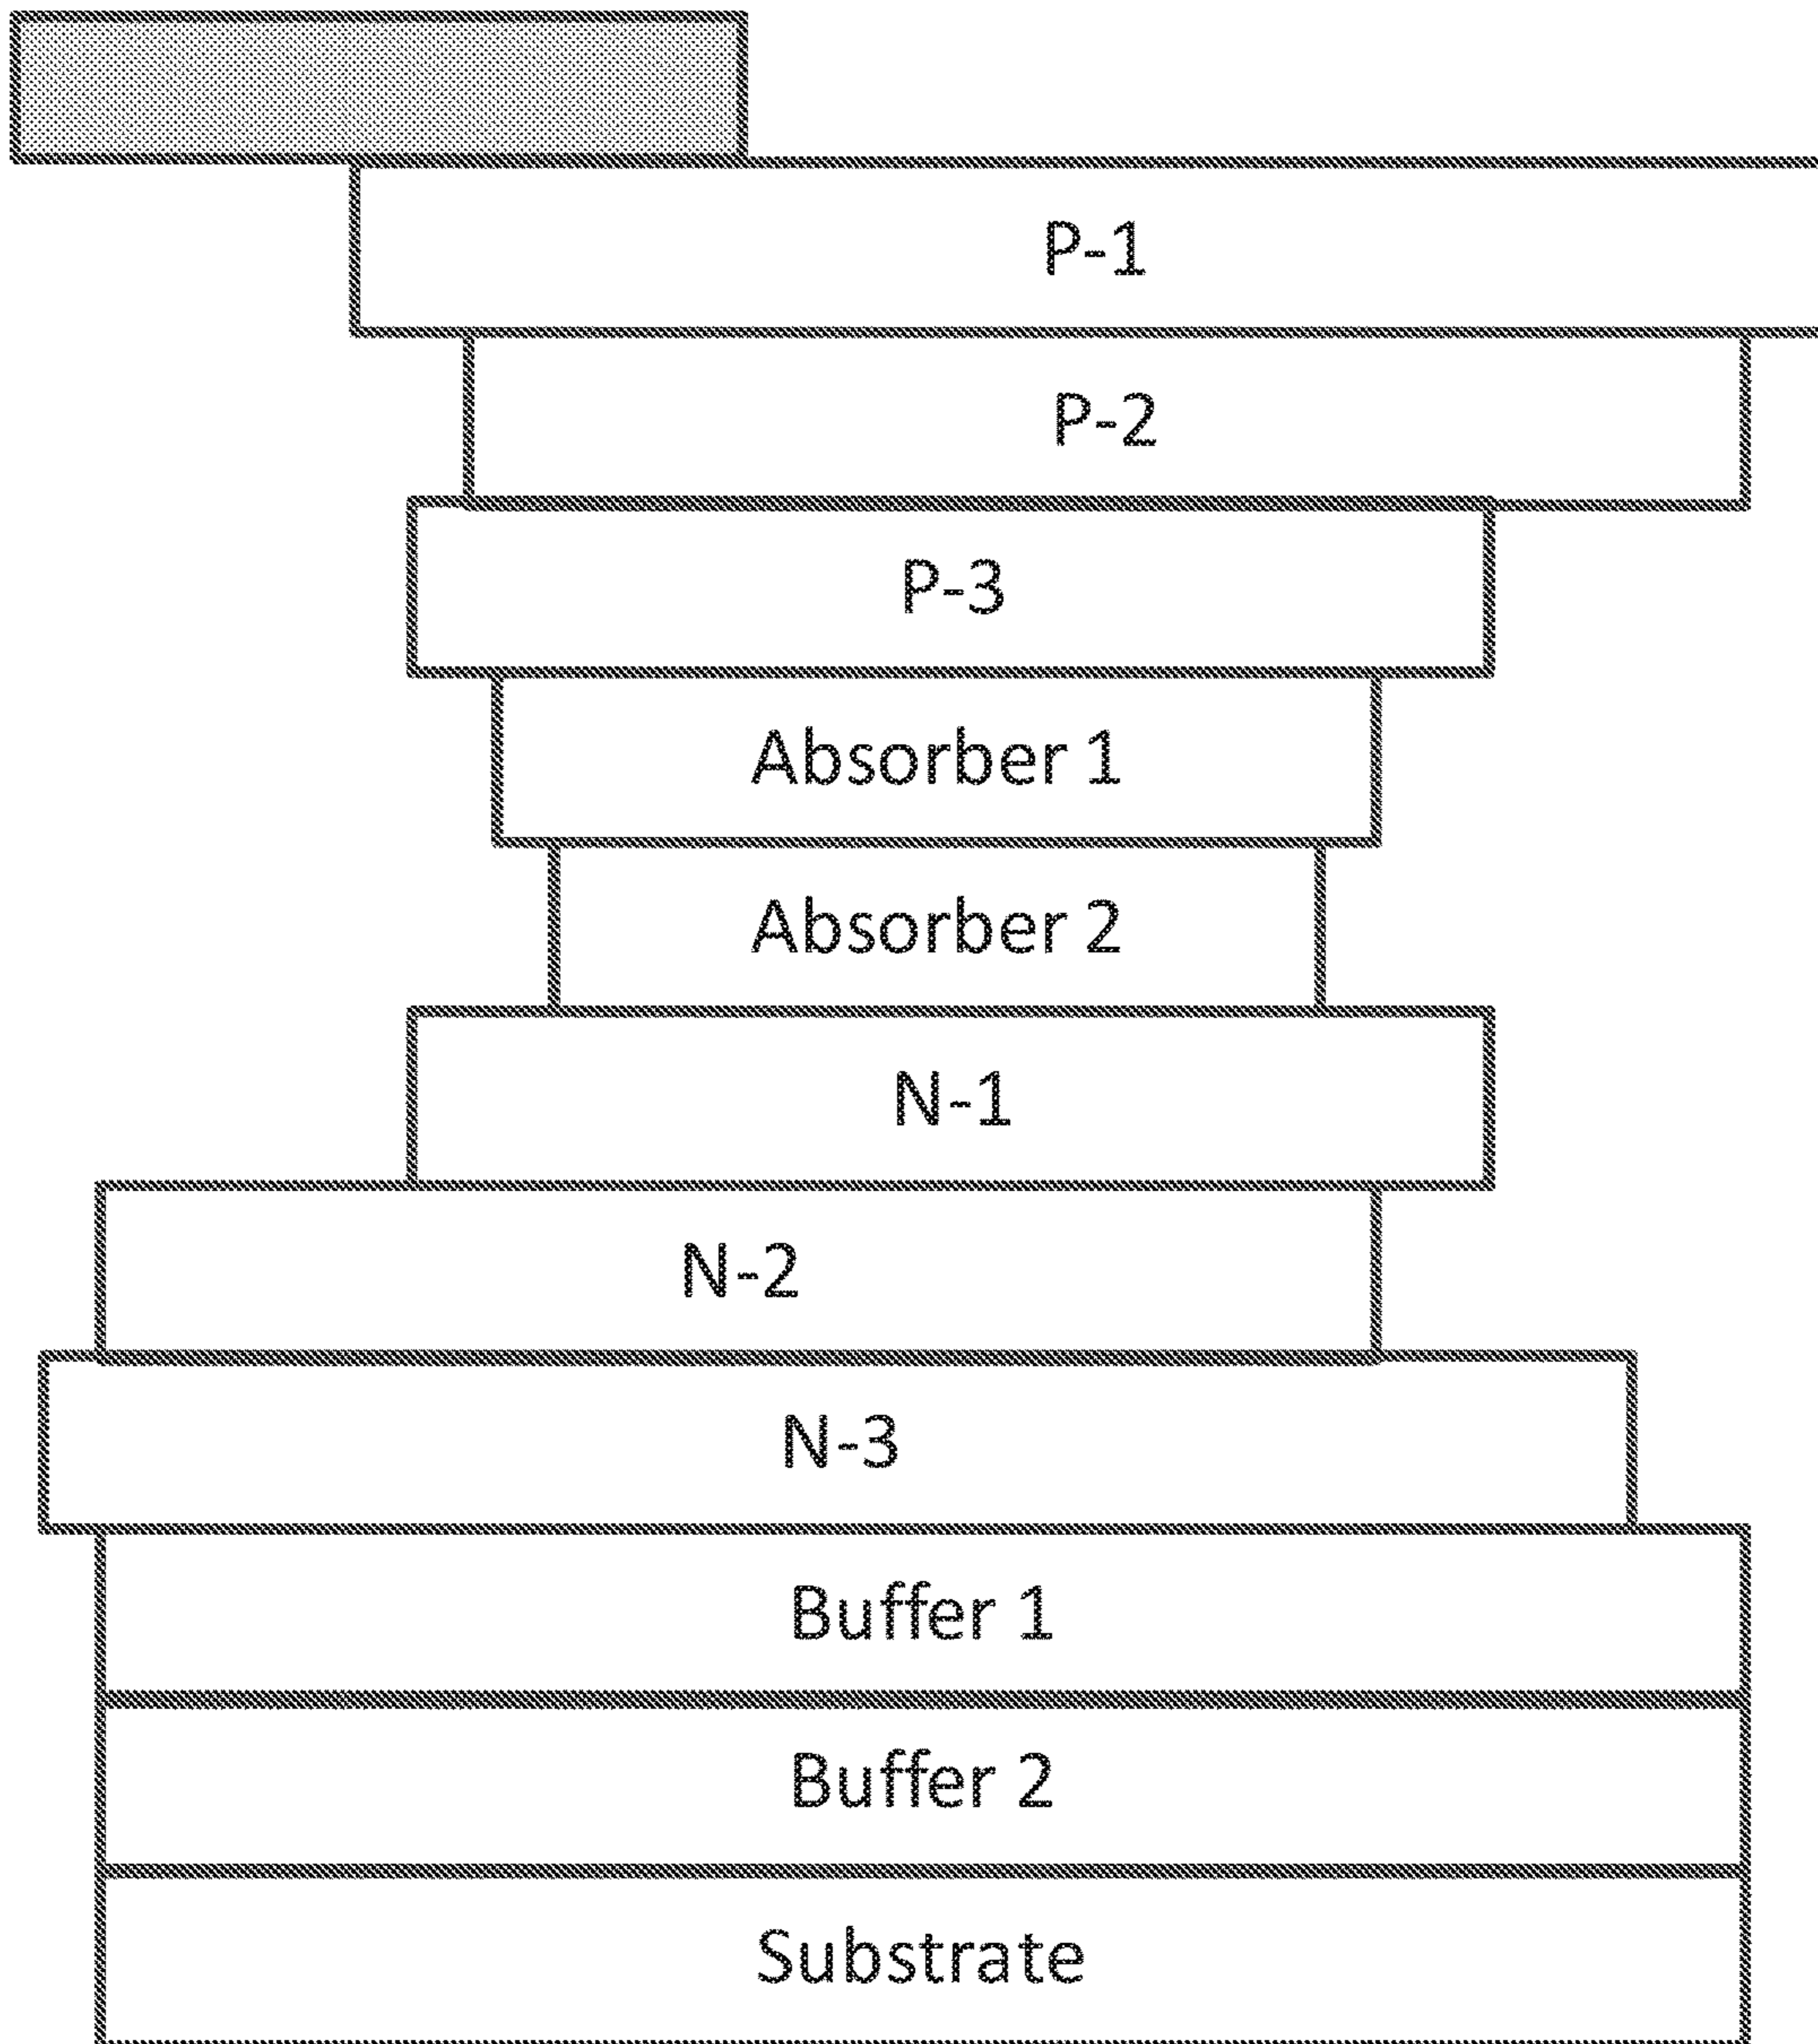 P-1
P-2
P-3
Absorber 1
Absorber 2
N-1
N-2
N-3
Buffer 1
Buffer 2
Substrate